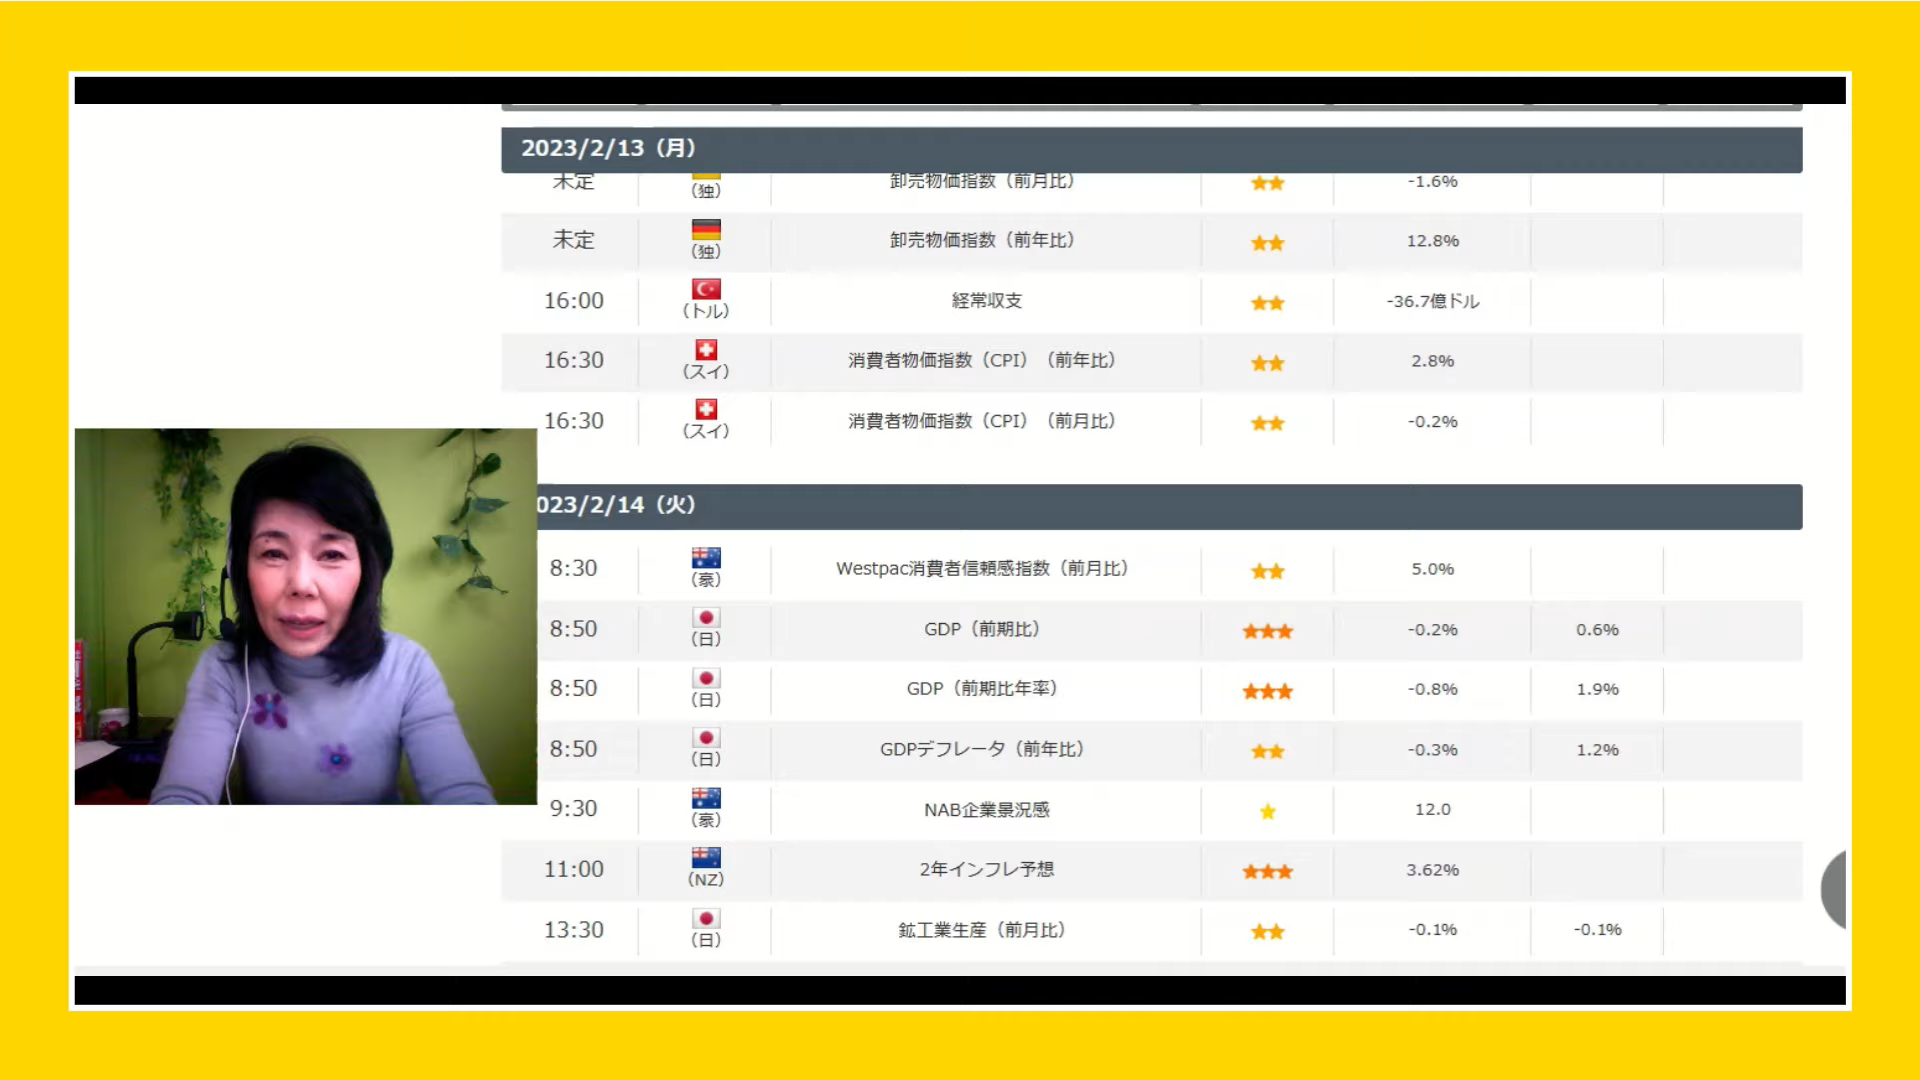 2023/2/13（月）
未定 （独） 卸売物価指数（前月比） ★★ -1.6%
未定 （独） 卸売物価指数（前年比） ★★ 12.8%
16:00 （トル） 経常収支 ★★ -36.7億ドル
16:30 （スイ） 消費者物価指数（CPI）（前年比） ★★ 2.8%
16:30 （スイ） 消費者物価指数（CPI）（前月比） ★★ -0.2%
023/2/14（火）
8:30 （豪） Westpac消費者信頼感指数（前月比） ★★ 5.0%
8:50 （日） GDP（前期比） ★★★ -0.2% 0.6%
8:50 （日） GDP（前期比年率） ★★★ -0.8% 1.9%
8:50 （日） GDPデフレータ（前年比） ★★ -0.3% 1.2%
9:30 （豪） NAB企業景況感 ★ 12.0
11:00 （NZ） 2年インフレ予想 ★★★ 3.62%
13:30 （日） 鉱工業生産（前月比） ★★ -0.1% -0.1%